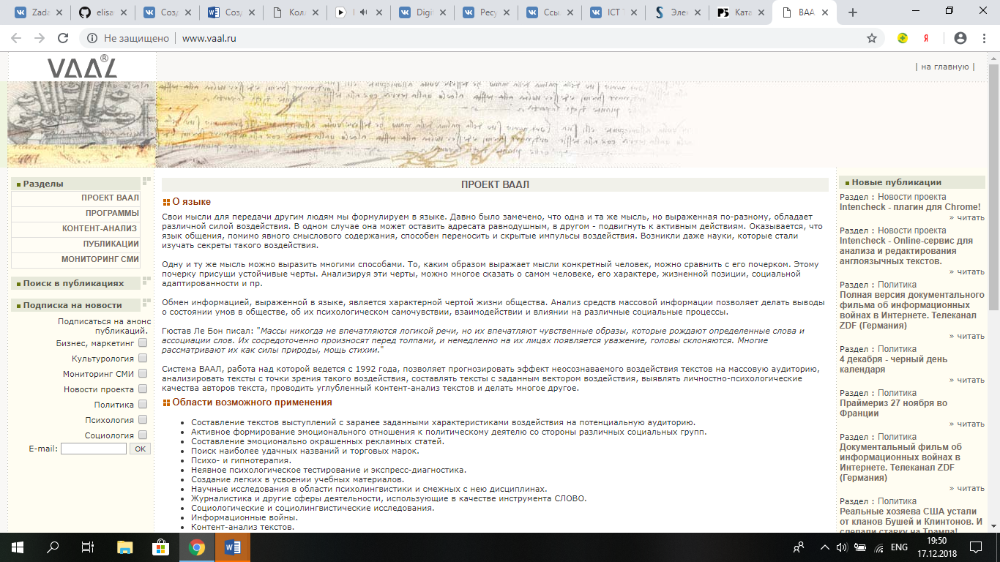 Zada
elisa
Созд
Созд
Кол
Digi
Ресу
Ссы
ICT
Эле
P5 Ката
ВАА
Не защищено
www.vaal.ru
VAAL®
| на главную |
Разделы
ПРОЕКТ ВААЛ
ПРОГРАММЫ
КОНТЕНТ-АНАЛИЗ
ПУБЛИКАЦИИ
МОНИТОРИНГ СМИ
Поиск в публикациях
Подписка на новости
Подписаться на анонс
публикаций.
Бизнес, маркетинг
Культурология
Мониторинг СМИ
Новости проекта
Политика
Психология
Социология
E-mail:
OK
ПРОЕКТ ВААЛ
О языке
Свои мысли для передачи другим людям мы формулируем в языке. Давно было замечено, что одна и та же мысль, но выраженная по-разному, обладает
различной силой воздействия. В одном случае она может оставить адресата равнодушным, в другом - подвигнуть к активным действиям. Оказывается, что
язык общения, помимо явного смыслового содержания, способен переносить и скрытые импульсы воздействия. Возникли даже науки, которые стали
изучать секреты такого воздействия.
Одну и ту же мысль можно выразить многими способами. То, каким образом выражает мысли конкретный человек, можно сравнить с его почерком. Этому
почерку присущи устойчивые черты. Анализируя эти черты, можно многое сказать о самом человеке, его характере, жизненной позиции, социальной
адаптированности и пр.
Обмен информацией, выраженной в языке, является характерной чертой жизни общества. Анализ средств массовой информации позволяет делать выводы
о состоянии умов в обществе, об их психологическом самочувствии, взаимодействии и влиянии на различные социальные процессы.
Гюстав Ле Бон писал: "Массы никогда не впечатляются логикой речи, но их впечатляют чувственные образы, которые рождают определенные слова и
ассоциации слов. Их сосредоточенно произносят перед толпами, и немедленно на их лицах появляется уважение, головы склоняются. Многие
рассматривают их как силы природы, мощь стихии."
Система ВААЛ, работа над которой ведется с 1992 года, позволяет прогнозировать эффект неосознаваемого воздействия текстов на массовую аудиторию,
анализировать тексты с точки зрения такого воздействия, составлять тексты с заданным вектором воздействия, выявлять личностно-психологические
качества авторов текста, проводить углубленный контент-анализ текстов и делать многое другое.
Области возможного применения
Составление текстов выступлений с заранее заданными характеристиками воздействия на потенциальную аудиторию.
Активное формирование эмоционального отношения к политическому деятелю со стороны различных социальных групп.
Составление эмоционально окрашенных рекламных статей.
Поиск наиболее удачных названий и торговых марок.
Психо- и гипнотерапия.
Неявное психологическое тестирование и экспресс-диагностика.
Создание легких в усвоении учебных материалов.
Научные исследования в области психолингвистики и смежных с нею дисциплинах.
Журналистика и другие сферы деятельности, использующие в качестве инструмента СЛОВО.
Социологические и социолингвистические исследования.
Информационные войны.
Контент-анализ текстов.
Новые публикации
Раздел : Новости проекта
Intencheck - плагин для Chrome!
» читать
Раздел : Новости проекта
Intencheck - Online-сервис для
анализа и редактирования
англоязычных текстов.
» читать
Раздел : Политика
Полная версия документального
фильма об информационных
войнах в Интернете. Телеканал
ZDF (Германия)
» читать
Раздел : Политика
4 декабря - черный день
календаря
» читать
Раздел : Политика
Праймериз 27 ноября во
Франции
» читать
Раздел : Политика
Документальный фильм об
информационных войнах в
Интернете. Телеканал ZDF
(Германия)
» читать
Раздел : Политика
Реальные хозяева США устали
от кланов Бушей и Клинтонов. И
сделали ставку на Трампа!
ENG
19:50
17.12.2018